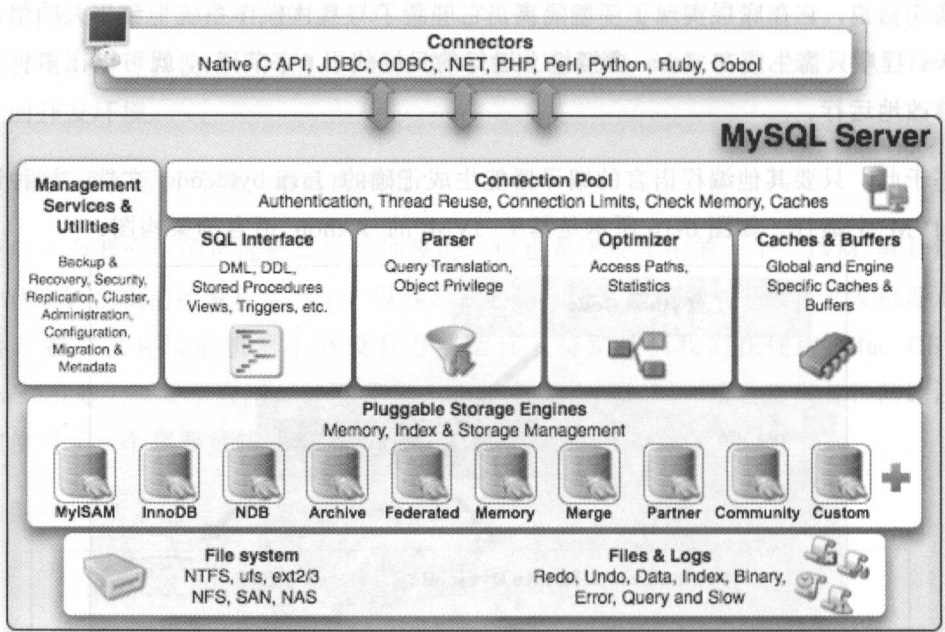 Connectors
Native C API, JDBC, ODBC, .NET, PHP, Perl, Python, Ruby, Cobol
MySQL Server
Management
Services &
Utilities
Backup &
Recovery, Security,
Replication, Cluster,
Administration,
Configuration,
Migration &
Metadata
Connection Pool
Authentication, Thread Reuse, Connection Limits, Check Memory, Caches
SQL Interface
DML, DDL,
Stored Procedures
Views, Triggers, etc.
Parser
Query Translation,
Object Privilege
Optimizer
Access Paths,
Statistics
Caches & Buffers
Global and Engine
Specific Caches &
Buffers
Pluggable Storage Engines
Memory, Index & Storage Management
MyISAM
InnoDB
NDB
Archive
Federated
Memory
Merge
Partner
Community
Custom
File system
NTFS, ufs, ext2/3
NFS, SAN, NAS
Files & Logs
Redo, Undo, Data, Index, Binary,
Error, Query and Slow